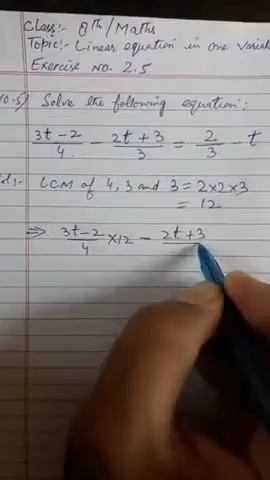 Class:- 8th/Maths
Topic:- Linear equation in one variab
Exercise NO. 2.5
NO.5) Solve the following equation:
(3t-2)/4 - (2t+3)/3 = 2/3 - t
Sol:- LCM of 4, 3 and 3 = 2×2×3
= 12
⇒ (3t-2)/4 ×12 - 2t+3